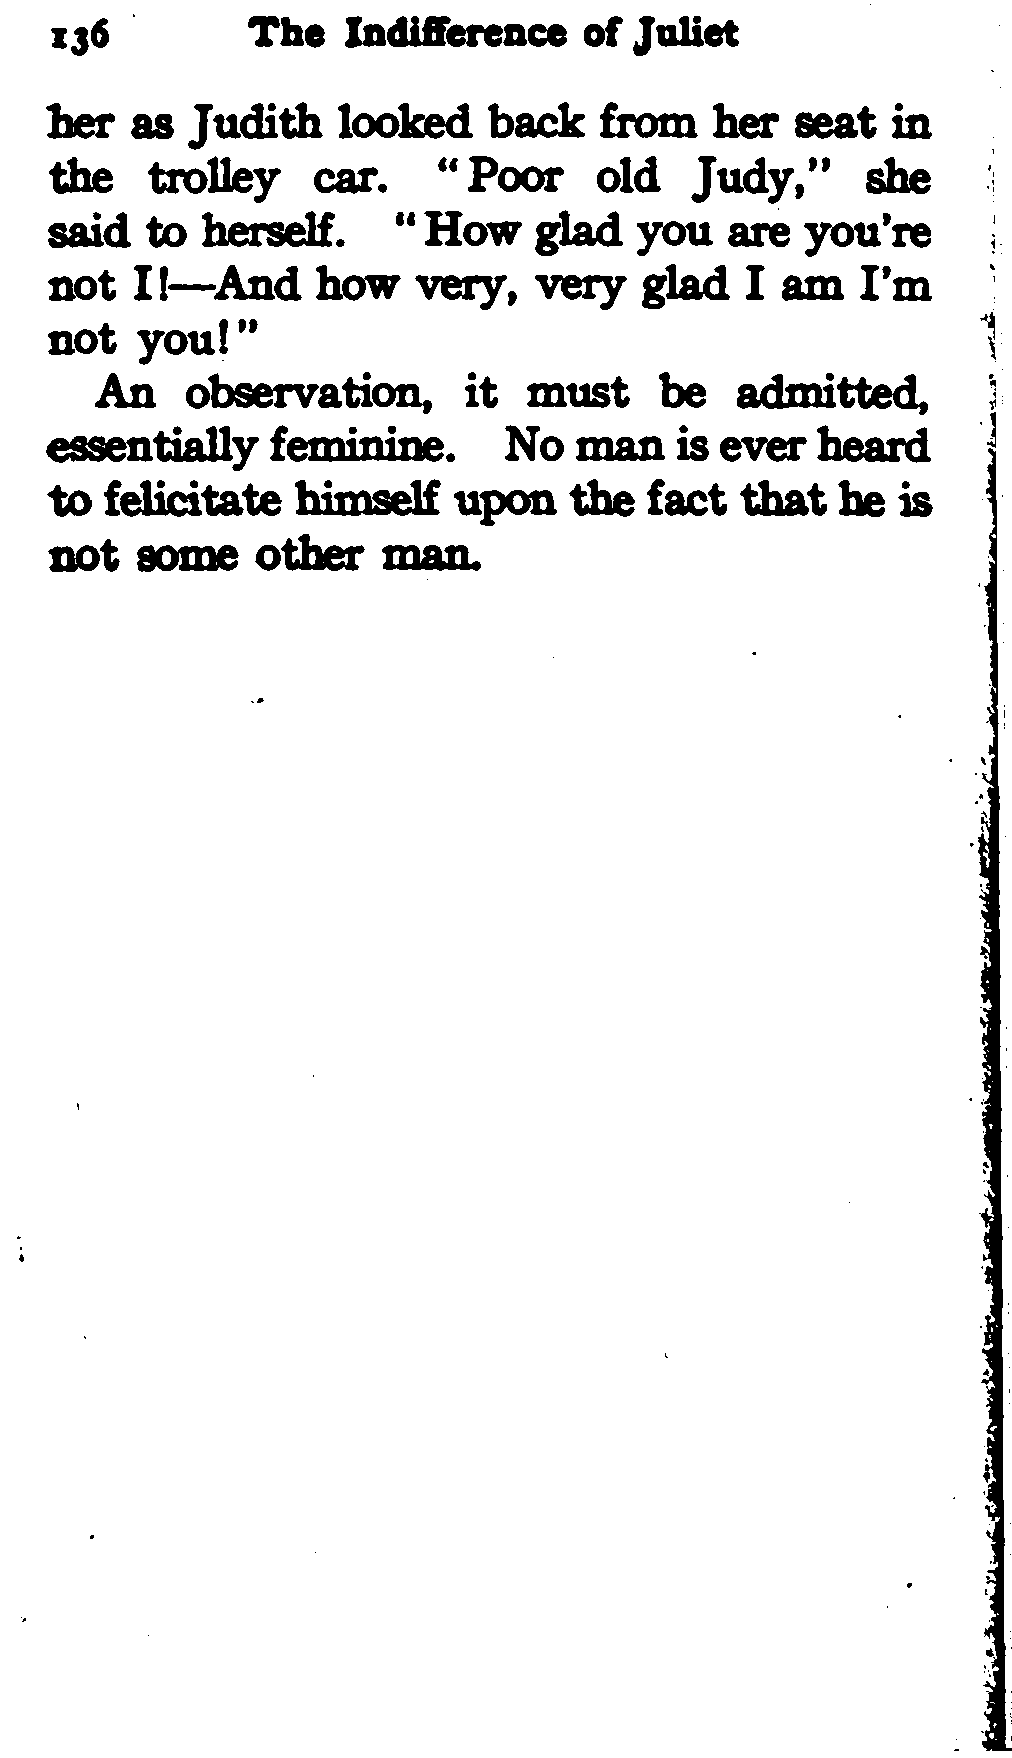 136 The Indifference of Juliet
her as Judith looked back from her seat in
the trolley car. "Poor old Judy," she
said to herself. "How glad you are you're
not I!—And how very, very glad I am I'm
not you!"
An observation, it must be admitted,
essentially feminine. No man is ever heard
to felicitate himself upon the fact that he is
not some other man.